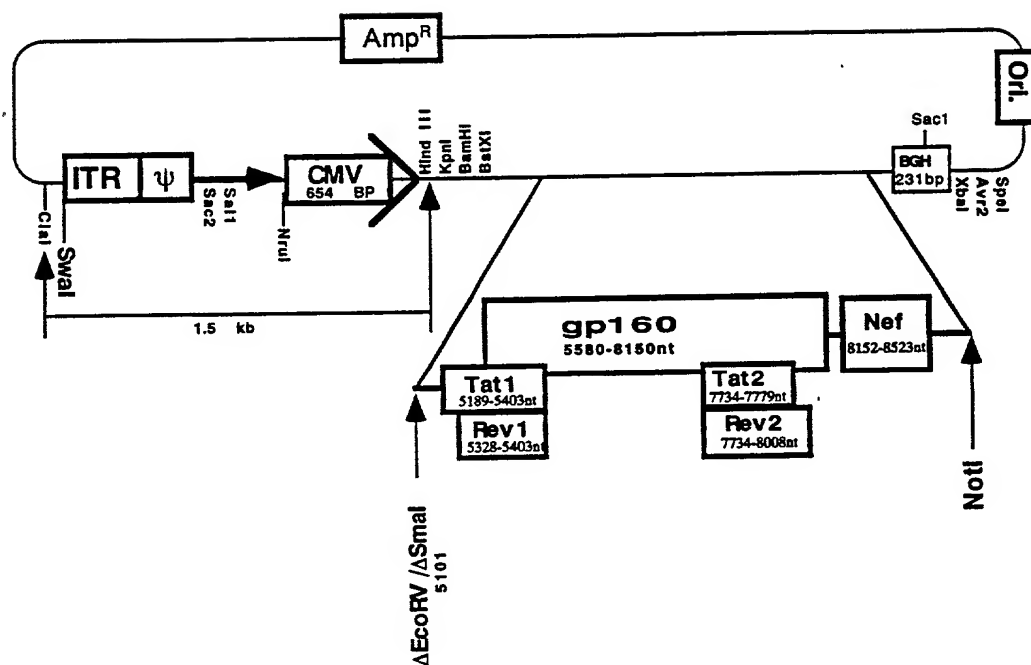 Amp^R
Ori.
Sac1
ITR
ψ
CMV
654 BP
Hind III
KpnI
BamHI
BstXI
BGH
231bp
ClaI
SwaI
Sac2
Sal1
NruI
XbaI
Avr2
SpeI
1.5 kb
gp160
5580-8150nt
Nef
8152-8523nt
Tat1
5189-5403nt
Tat2
7734-7779nt
Rev1
5328-5403nt
Rev2
7734-8008nt
ΔEcoRV/ΔSmaI
5101
NotI